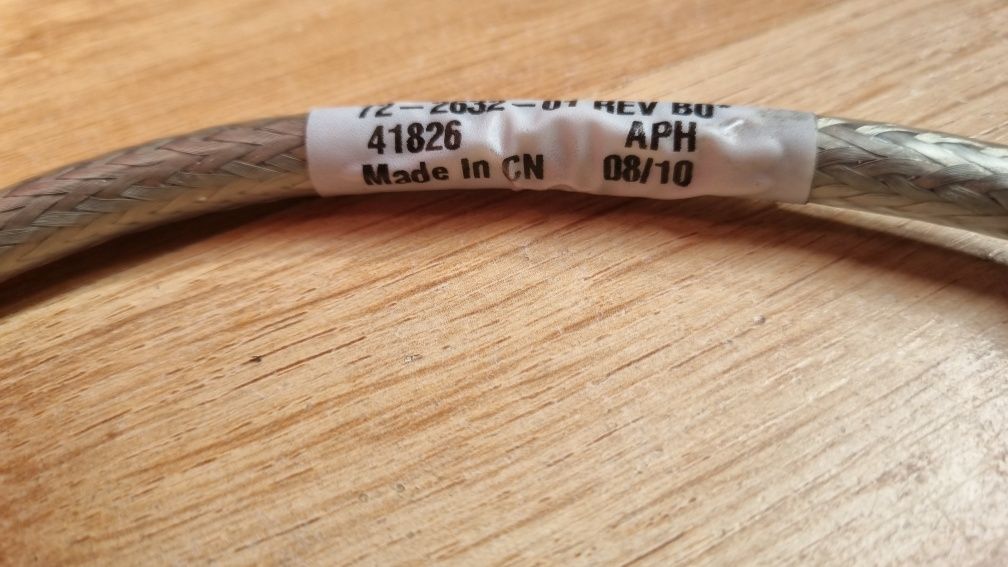 72-2632-01 REV B0
41826 APH
Made In CN 08/10